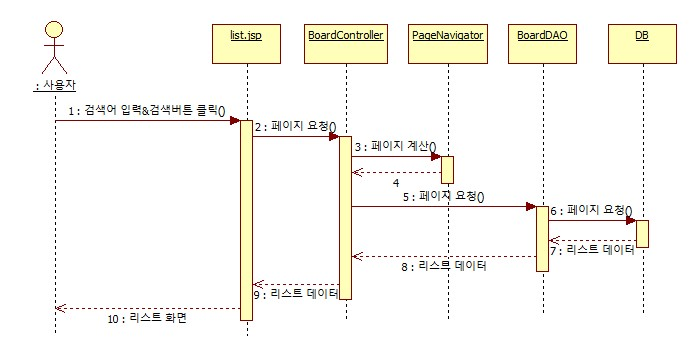 list.jsp
BoardController
PageNavigator
BoardDAO
DB
: 사용자
1 : 검색어 입력&검색버튼 클릭()
2 : 페이지 요청()
3 : 페이지 계산()
4
5 : 페이지 요청()
6 : 페이지 요청()
7 : 리스트 데이터
8 : 리스트 데이터
9 : 리스트 데이터
10 : 리스트 화면